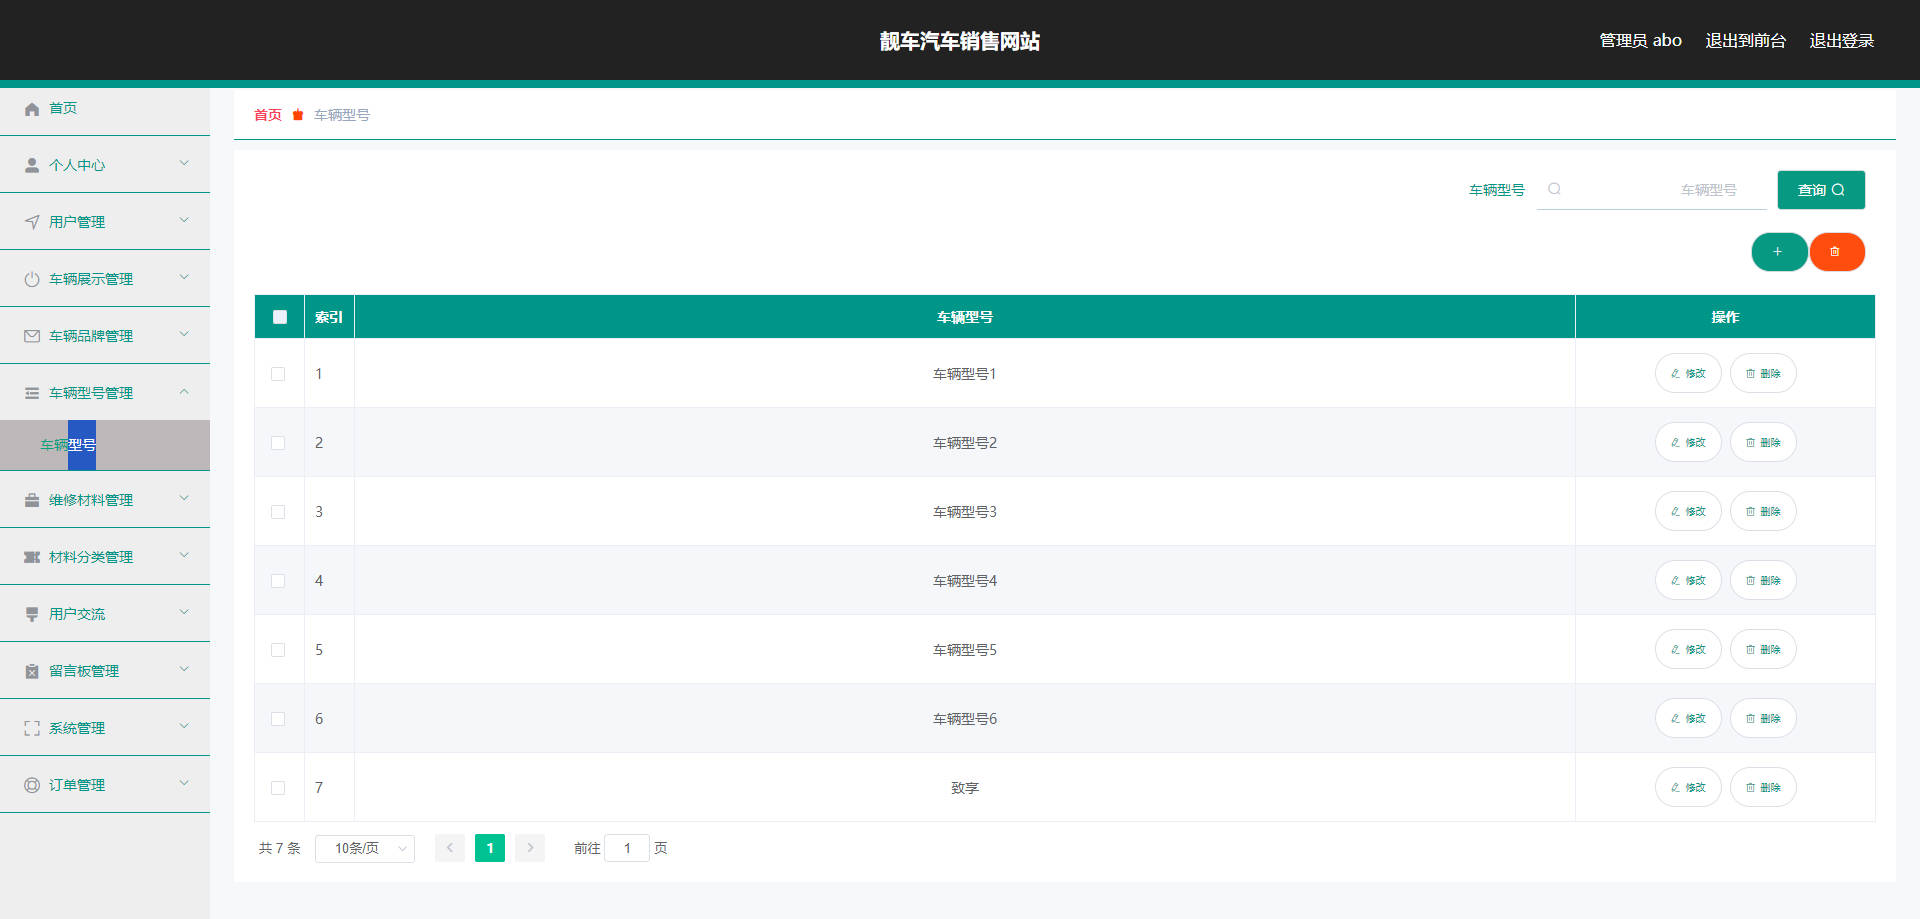 靓车汽车销售网站
管理员 abo 退出到前台 退出登录
首页
个人中心
用户管理
车辆展示管理
车辆品牌管理
车辆型号管理
车辆型号
维修材料管理
材料分类管理
用户交流
留言板管理
系统管理
订单管理
首页 车辆型号
车辆型号 车辆型号 查询
索引 车辆型号 操作
1 车辆型号1 修改 删除
2 车辆型号2 修改 删除
3 车辆型号3 修改 删除
4 车辆型号4 修改 删除
5 车辆型号5 修改 删除
6 车辆型号6 修改 删除
7 致享 修改 删除
共 7 条 10条/页 1 前往 1 页